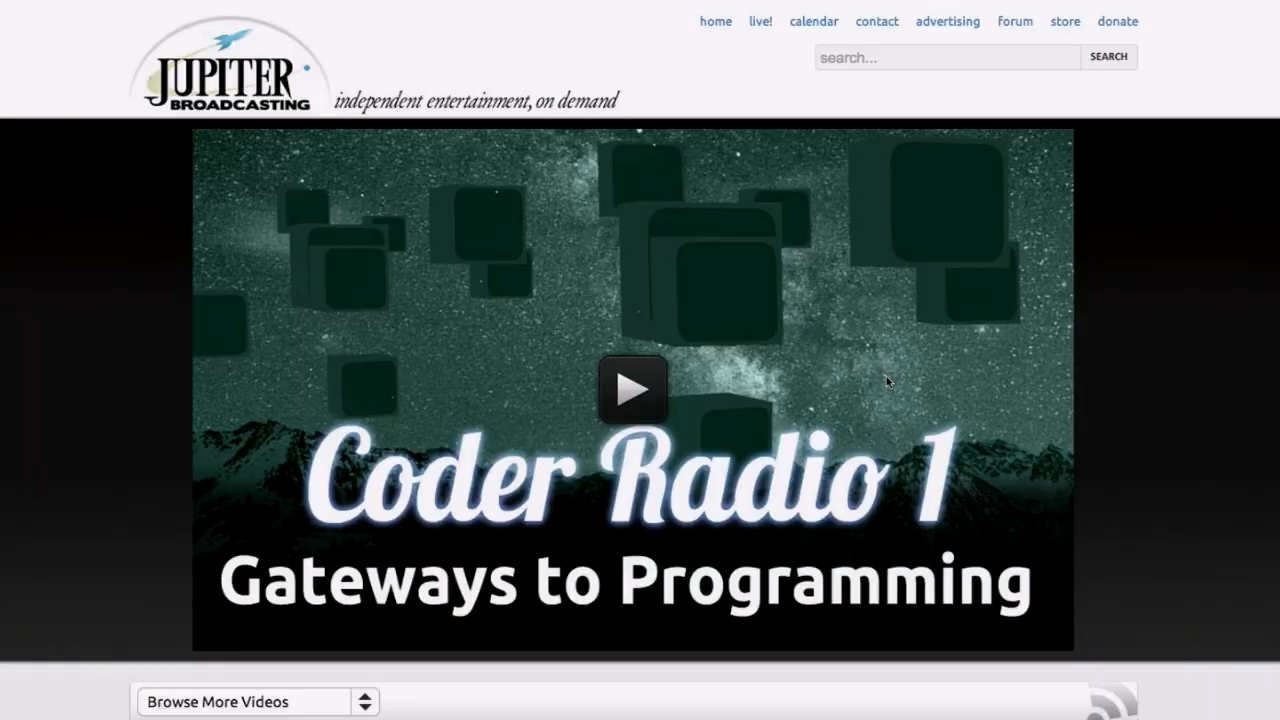 home live! calendar contact advertising forum store donate
search... SEARCH
JUPITER
BROADCASTING
independent entertainment, on demand
Coder Radio 1
Gateways to Programming
Browse More Videos